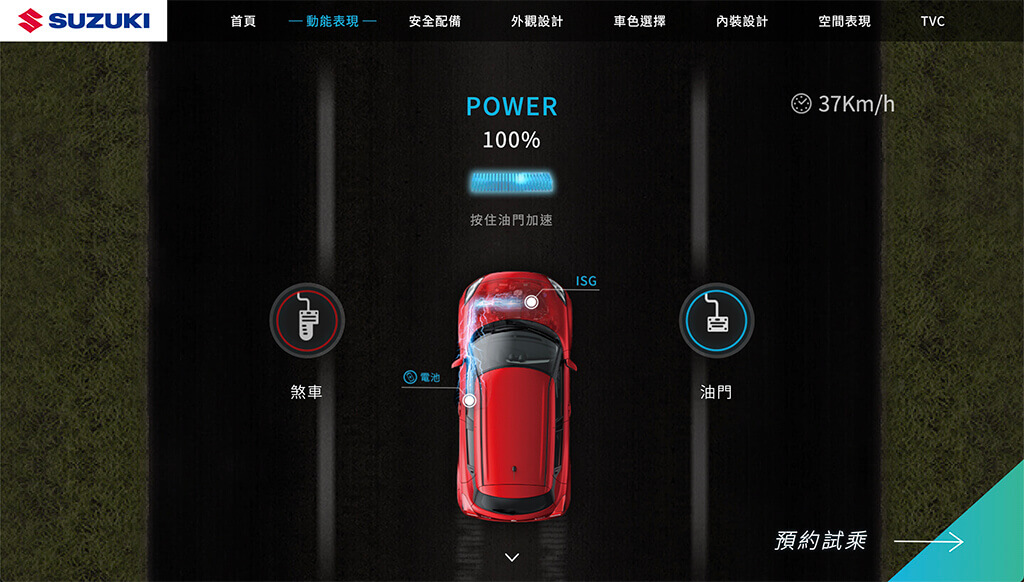 SUZUKI
首頁
動能表現
安全配備
外觀設計
車色選擇
內裝設計
空間表現
TVC
POWER
100%
37Km/h
按住油門加速
ISG
電池
煞車
油門
預約試乘